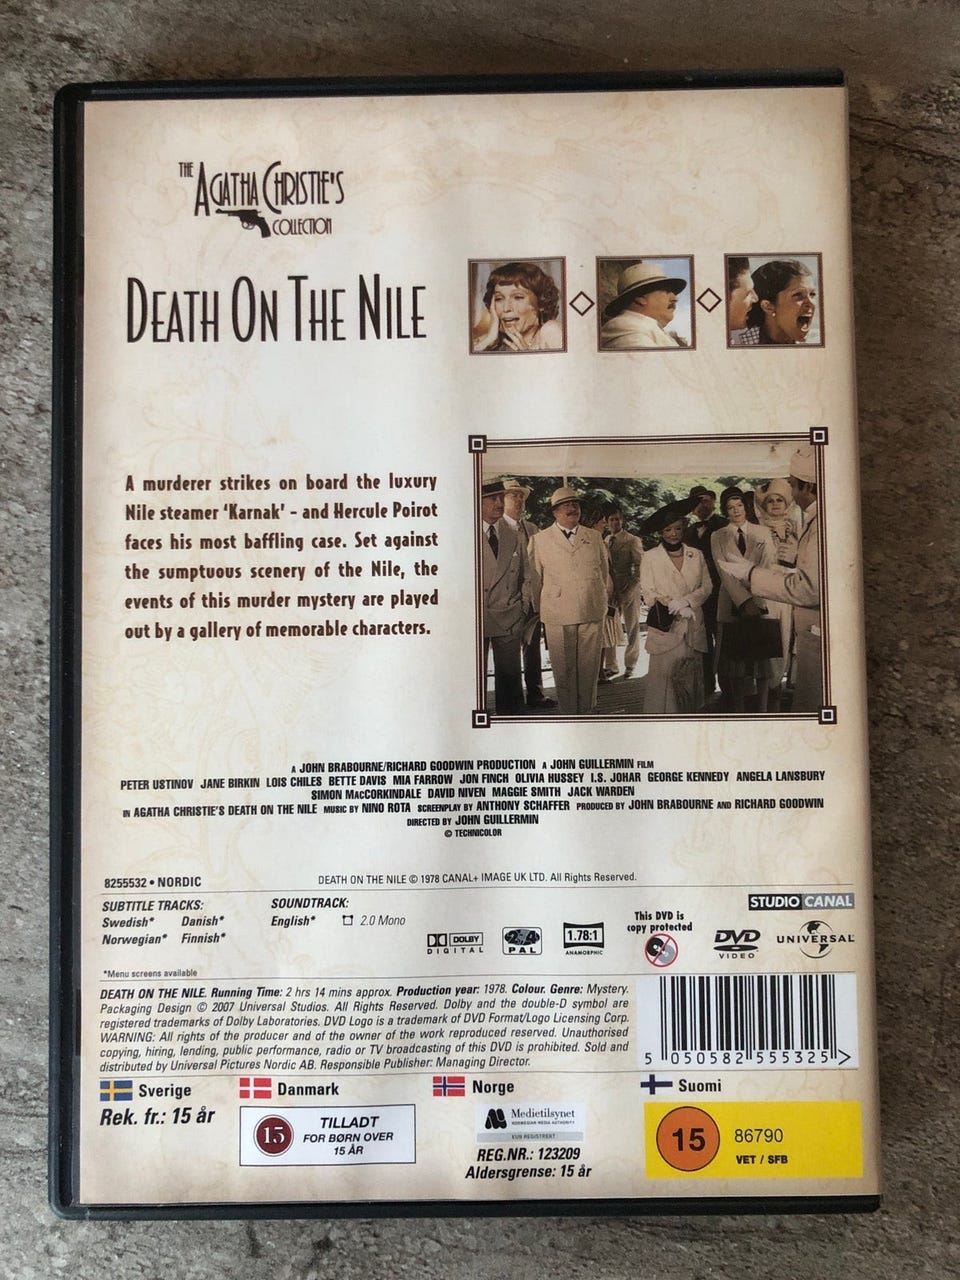 THE AGATHA CHRISTIE'S
COLLECTION
DEATH ON THE NILE
A murderer strikes on board the luxury
Nile steamer 'Karnak' - and Hercule Poirot
faces his most baffling case. Set against
the sumptuous scenery of the Nile, the
events of this murder mystery are played
out by a gallery of memorable characters.
A JOHN BRABOURNE/RICHARD GOODWIN PRODUCTION A JOHN GUILLERMIN FILM
PETER USTINOV JANE BIRKIN LOIS CHILES BETTE DAVIS MIA FARROW JON FINCH OLIVIA HUSSEY I.S. JOHAR GEORGE KENNEDY ANGELA LANSBURY
SIMON MacCORKINDALE DAVID NIVEN MAGGIE SMITH JACK WARDEN
IN AGATHA CHRISTIE'S DEATH ON THE NILE MUSIC BY NINO ROTA SCREENPLAY BY ANTHONY SCHAFFER PRODUCED BY JOHN BRABOURNE AND RICHARD GOODWIN
DIRECTED BY JOHN GUILLERMIN
© TECHNICOLOR
8255532 • NORDIC
DEATH ON THE NILE © 1978 CANAL+ IMAGE UK LTD. All Rights Reserved.
SUBTITLE TRACKS:
Swedish* Danish*
Norwegian* Finnish*
*Menu screens available
SOUNDTRACK:
English* 2.0 Mono
DOLBY
DIGITAL
2 4
PAL
1.78:1
ANAMORPHIC
This DVD is
copy protected
DVD
VIDEO
STUDIO CANAL
UNIVERSAL
DEATH ON THE NILE. Running Time: 2 hrs 14 mins approx. Production year: 1978. Colour. Genre: Mystery.
Packaging Design © 2007 Universal Studios. All Rights Reserved. Dolby and the double-D symbol are
registered trademarks of Dolby Laboratories. DVD Logo is a trademark of DVD Format/Logo Licensing Corp.
WARNING: All rights of the producer and of the owner of the work reproduced reserved. Unauthorised
copying, hiring, lending, public performance, radio or TV broadcasting of this DVD is prohibited. Sold and
distributed by Universal Pictures Nordic AB. Responsible Publisher: Managing Director.
5 050582 555325 >
Sverige
Rek. fr.: 15 år
Danmark
15
TILLADT
FOR BØRN OVER
15 ÅR
Norge
Medietilsynet
NORWEGIAN MEDIA AUTHORITY
KUN REGISTRERT
REG.NR.: 123209
Aldersgrense: 15 år
Suomi
15
86790
VET / SFB